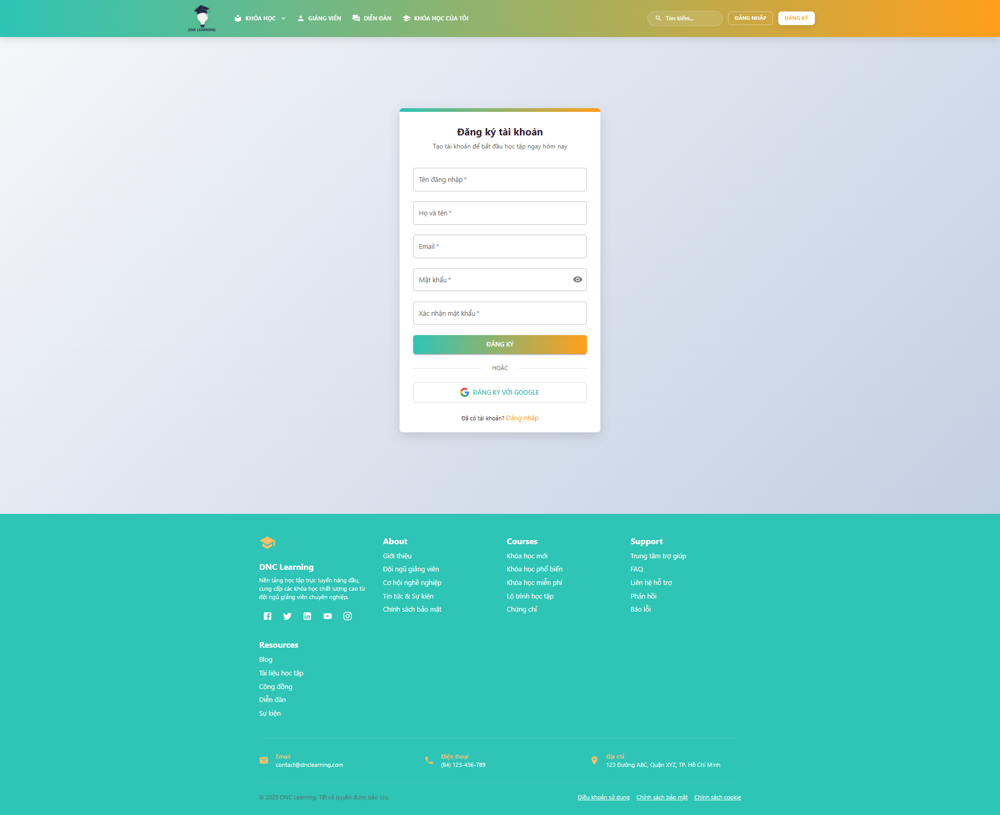 DNC LEARNING
KHÓA HỌC
GIẢNG VIÊN
DIỄN ĐÀN
KHÓA HỌC CỦA TÔI
Tìm kiếm...
ĐĂNG NHẬP
ĐĂNG KÝ
Đăng ký tài khoản
Tạo tài khoản để bắt đầu học tập ngay hôm nay
Tên đăng nhập *
Họ và tên *
Email *
Mật khẩu *
Xác nhận mật khẩu *
ĐĂNG KÝ
HOẶC
ĐĂNG KÝ VỚI GOOGLE
Đã có tài khoản? Đăng nhập
DNC Learning
Nền tảng học tập trực tuyến hàng đầu,
cung cấp các khóa học chất lượng cao từ
đội ngũ giảng viên chuyên nghiệp.
About
Giới thiệu
Đội ngũ giảng viên
Cơ hội nghề nghiệp
Tin tức & Sự kiện
Chính sách bảo mật
Courses
Khóa học mới
Khóa học phổ biến
Khóa học miễn phí
Lộ trình học tập
Chứng chỉ
Support
Trung tâm trợ giúp
FAQ
Liên hệ hỗ trợ
Phản hồi
Báo lỗi
Resources
Blog
Tài liệu học tập
Cộng đồng
Diễn đàn
Sự kiện
Email
contact@dnclearning.com
Điện thoại
(84) 123-456-789
Địa chỉ
123 Đường ABC, Quận XYZ, TP. Hồ Chí Minh
© 2025 DNC Learning. Tất cả quyền được bảo lưu.
Điều khoản sử dụng
Chính sách bảo mật
Chính sách cookie